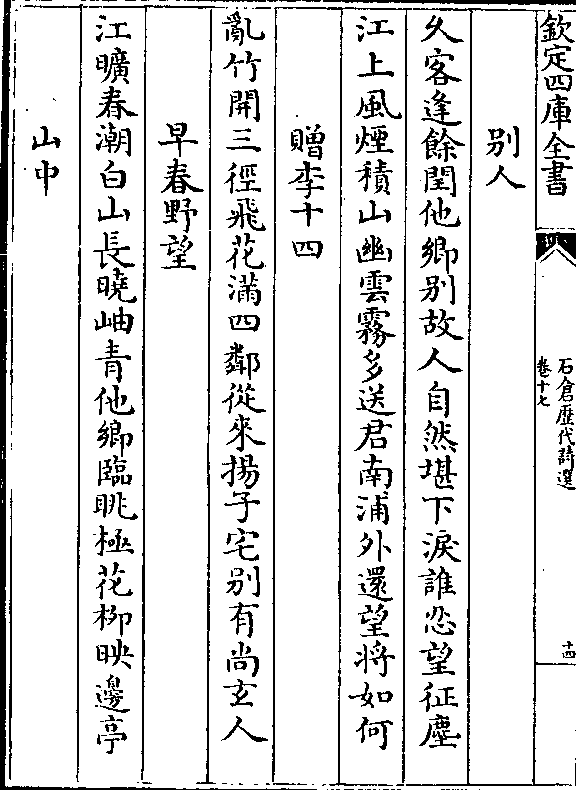 欽定四庫全書
石倉歷代詩選
卷十七
十四
別人
久客逢餘閏他鄉別故人自然堪下淚誰忍望征塵
江上風煙積山幽雲霧多送君南浦外還望將如何
贈李十四
亂竹開三徑飛花滿四鄰從來揚子宅別有尚玄人
早春野望
江曠春潮白山長曉岫青他鄉臨眺極花柳映邊亭
山中